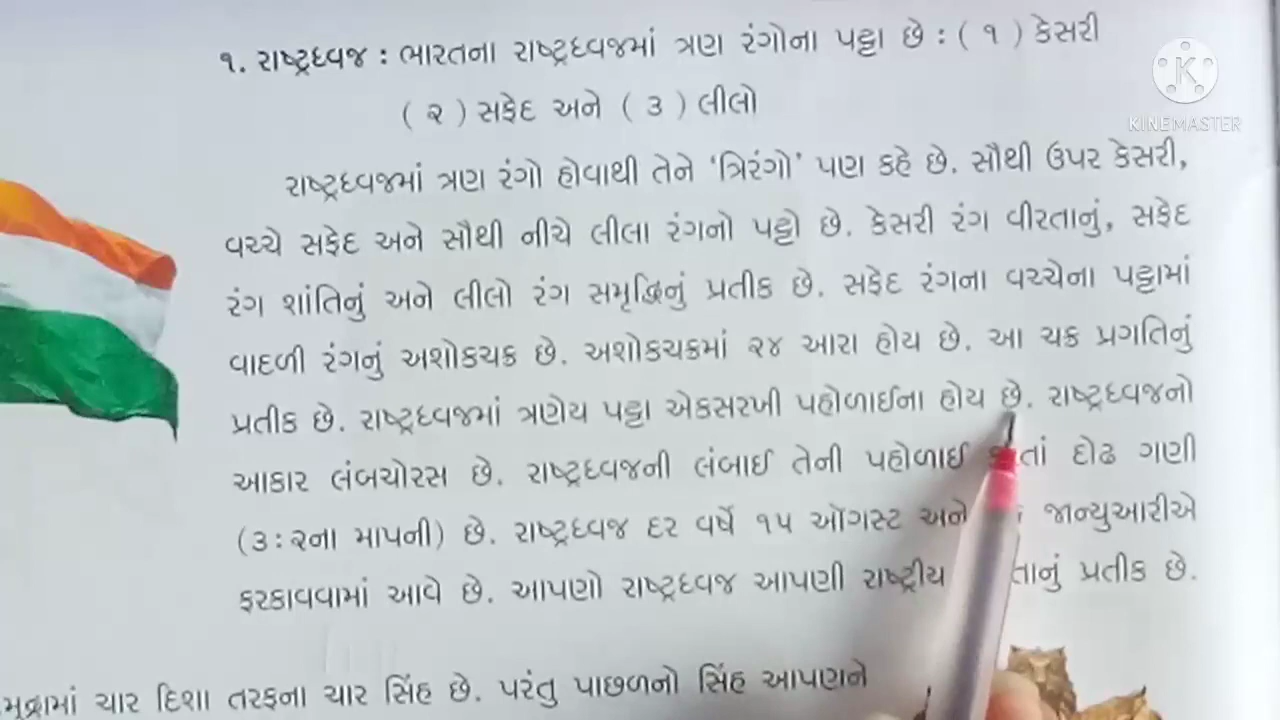 ૧. રાષ્ટ્રધ્વજ : ભારતના રાષ્ટ્રધ્વજમાં ત્રણ રંગોના પટ્ટા છે : ( ૧ ) કેસરી
( ૨ ) સફેદ અને ( ૩ ) લીલો
રાષ્ટ્રધ્વજમાં ત્રણ રંગો હોવાથી તેને ‘ત્રિરંગો’ પણ કહે છે. સૌથી ઉપર કેસરી,
વચ્ચે સફેદ અને સૌથી નીચે લીલા રંગનો પટ્ટો છે. કેસરી રંગ વીરતાનું, સફેદ
રંગ શાંતિનું અને લીલો રંગ સમૃદ્ધિનું પ્રતીક છે. સફેદ રંગના વચ્ચેના પટ્ટામાં
વાદળી રંગનું અશોકચક્ર છે. અશોકચક્રમાં ૨૪ આરા હોય છે. આ ચક્ર પ્રગતિનું
પ્રતીક છે. રાષ્ટ્રધ્વજમાં ત્રણેય પટ્ટા એકસરખી પહોળાઈના હોય છે. રાષ્ટ્રધ્વજનો
આકાર લંબચોરસ છે. રાષ્ટ્રધ્વજની લંબાઈ તેની પહોળાઈ દોઢ ગણી
(૩ : ૨ના માપની) છે. રાષ્ટ્રધ્વજ દર વર્ષે ૧૫ ઑગસ્ટ અને જાન્યુઆરીએ
ફરકાવવામાં આવે છે. આપણો રાષ્ટ્રધ્વજ આપણી રાષ્ટ્રીય પ્રતીક છે.
મુદ્રામાં ચાર દિશા તરફના ચાર સિંહ છે. પરંતુ પાછળનો સિંહ આપણને
KINEMASTER